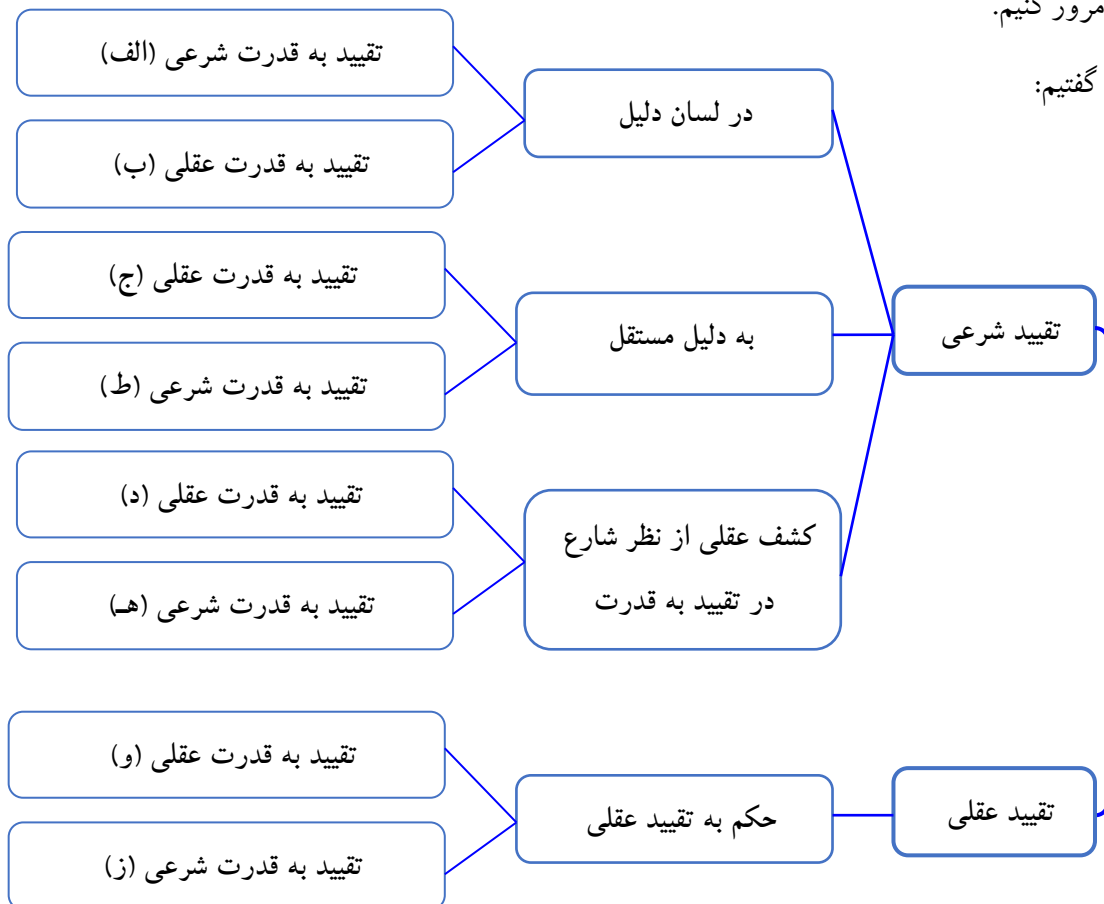 مرور کنیم.
گفتیم:
تقیید شرعی
در لسان دلیل
تقیید به قدرت شرعی (الف)
تقیید به قدرت عقلی (ب)
به دلیل مستقل
تقیید به قدرت عقلی (ج)
تقیید به قدرت شرعی (ط)
کشف عقلی از نظر شارع
در تقیید به قدرت
تقیید به قدرت عقلی (د)
تقیید به قدرت شرعی (هـ)
تقیید عقلی
حکم به تقیید عقلی
تقیید به قدرت عقلی (و)
تقیید به قدرت شرعی (ز)